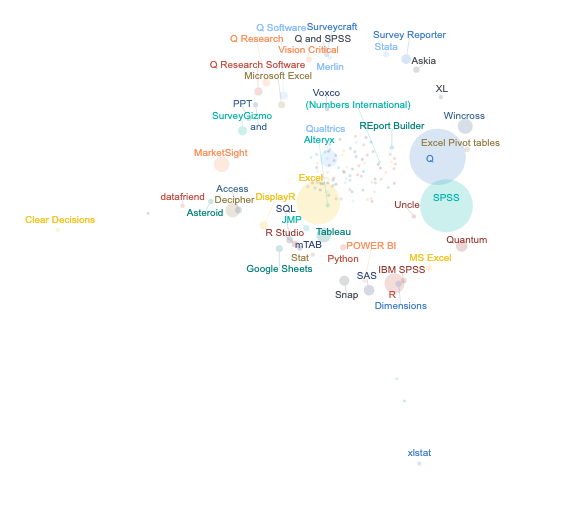 Q Software
Surveycraft
Q Research
Q and SPSS
Survey Reporter
Vision Critical
Stata
Q Research Software
Merlin
Askia
Microsoft Excel
Voxco
XL
PPT
(Numbers International)
SurveyGizmo
Wincross
and
Qualtrics
REport Builder
Alteryx
Excel Pivot tables
MarketSight
Q
Excel
Access
datafriend
Decipher
DisplayR
SPSS
Uncle
Asteroid
SQL
Clear Decisions
JMP
R Studio
Tableau
mTAB
POWER BI
Quantum
Stat
Python
MS Excel
Google Sheets
IBM SPSS
SAS
Snap
R
Dimensions
xlstat